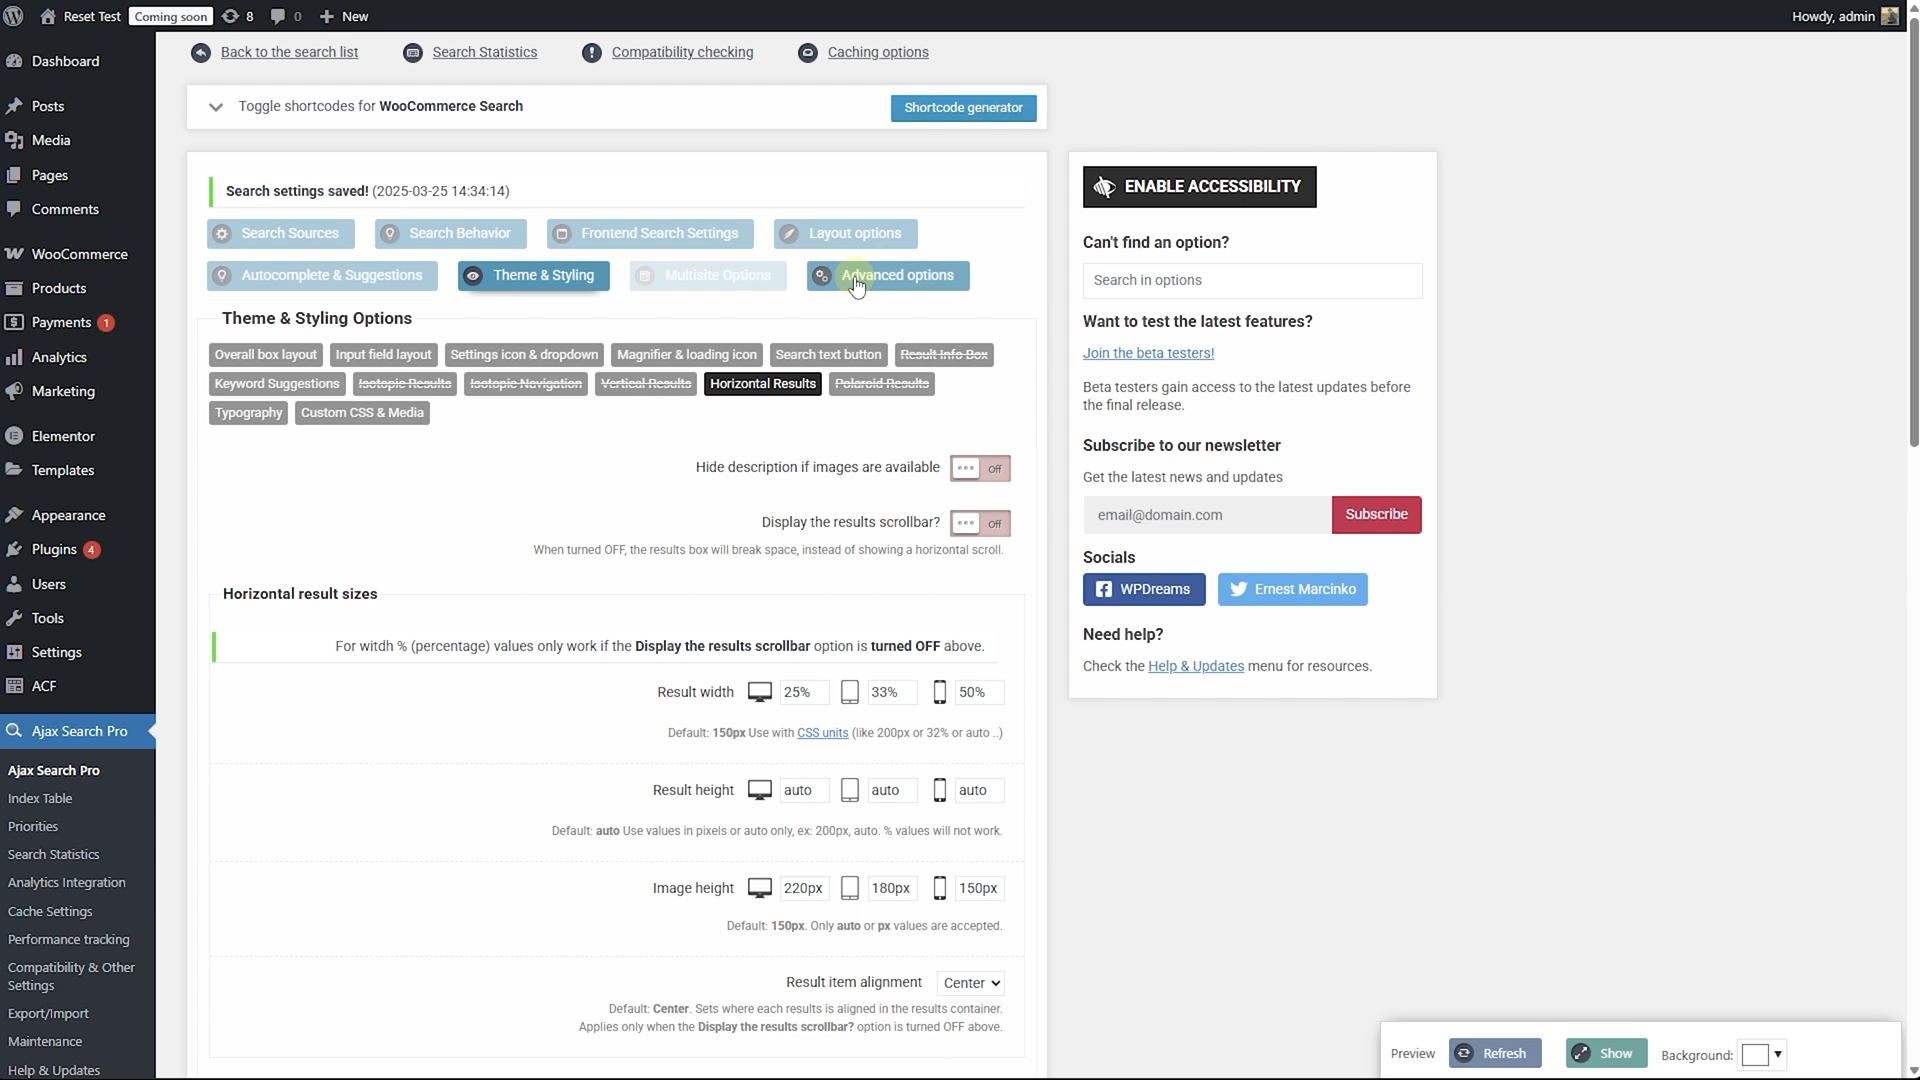 Reset Test
Coming soon
8
0
New
Howdy, admin
Dashboard
Posts
Media
Pages
Comments
WooCommerce
Products
Payments 1
Analytics
Marketing
Elementor
Templates
Appearance
Plugins 4
Users
Tools
Settings
ACF
Ajax Search Pro
Ajax Search Pro
Index Table
Priorities
Search Statistics
Analytics Integration
Cache Settings
Performance tracking
Compatibility & Other
Settings
Export/Import
Maintenance
Help & Updates
Back to the search list
Search Statistics
Compatibility checking
Caching options
Toggle shortcodes for WooCommerce Search
Shortcode generator
Search settings saved! (2025-03-25 14:34:14)
Search Sources
Search Behavior
Frontend Search Settings
Layout options
Autocomplete & Suggestions
Theme & Styling
Multisite Options
Advanced options
Theme & Styling Options
Overall box layout
Input field layout
Settings icon & dropdown
Magnifier & loading icon
Search text button
Result Info Box
Keyword Suggestions
Isotopic Results
Isotopic Navigation
Vertical Results
Horizontal Results
Polaroid Results
Typography
Custom CSS & Media
Hide description if images are available
Off
Display the results scrollbar?
Off
When turned OFF, the results box will break space, instead of showing a horizontal scroll.
Horizontal result sizes
For witdh % (percentage) values only work if the Display the results scrollbar option is turned OFF above.
Result width
25%
33%
50%
Default: 150px Use with CSS units (like 200px or 32% or auto ..)
Result height
auto
auto
auto
Default: auto Use values in pixels or auto only, ex: 200px, auto. % values will not work.
Image height
220px
180px
150px
Default: 150px. Only auto or px values are accepted.
Result item alignment
Center
Default: Center. Sets where each results is aligned in the results container.
Applies only when the Display the results scrollbar? option is turned OFF above.
ENABLE ACCESSIBILITY
Can't find an option?
Search in options
Want to test the latest features?
Join the beta testers!
Beta testers gain access to the latest updates before
the final release.
Subscribe to our newsletter
Get the latest news and updates
email@domain.com
Subscribe
Socials
WPDreams
Ernest Marcinko
Need help?
Check the Help & Updates menu for resources.
Preview
Refresh
Show
Background: